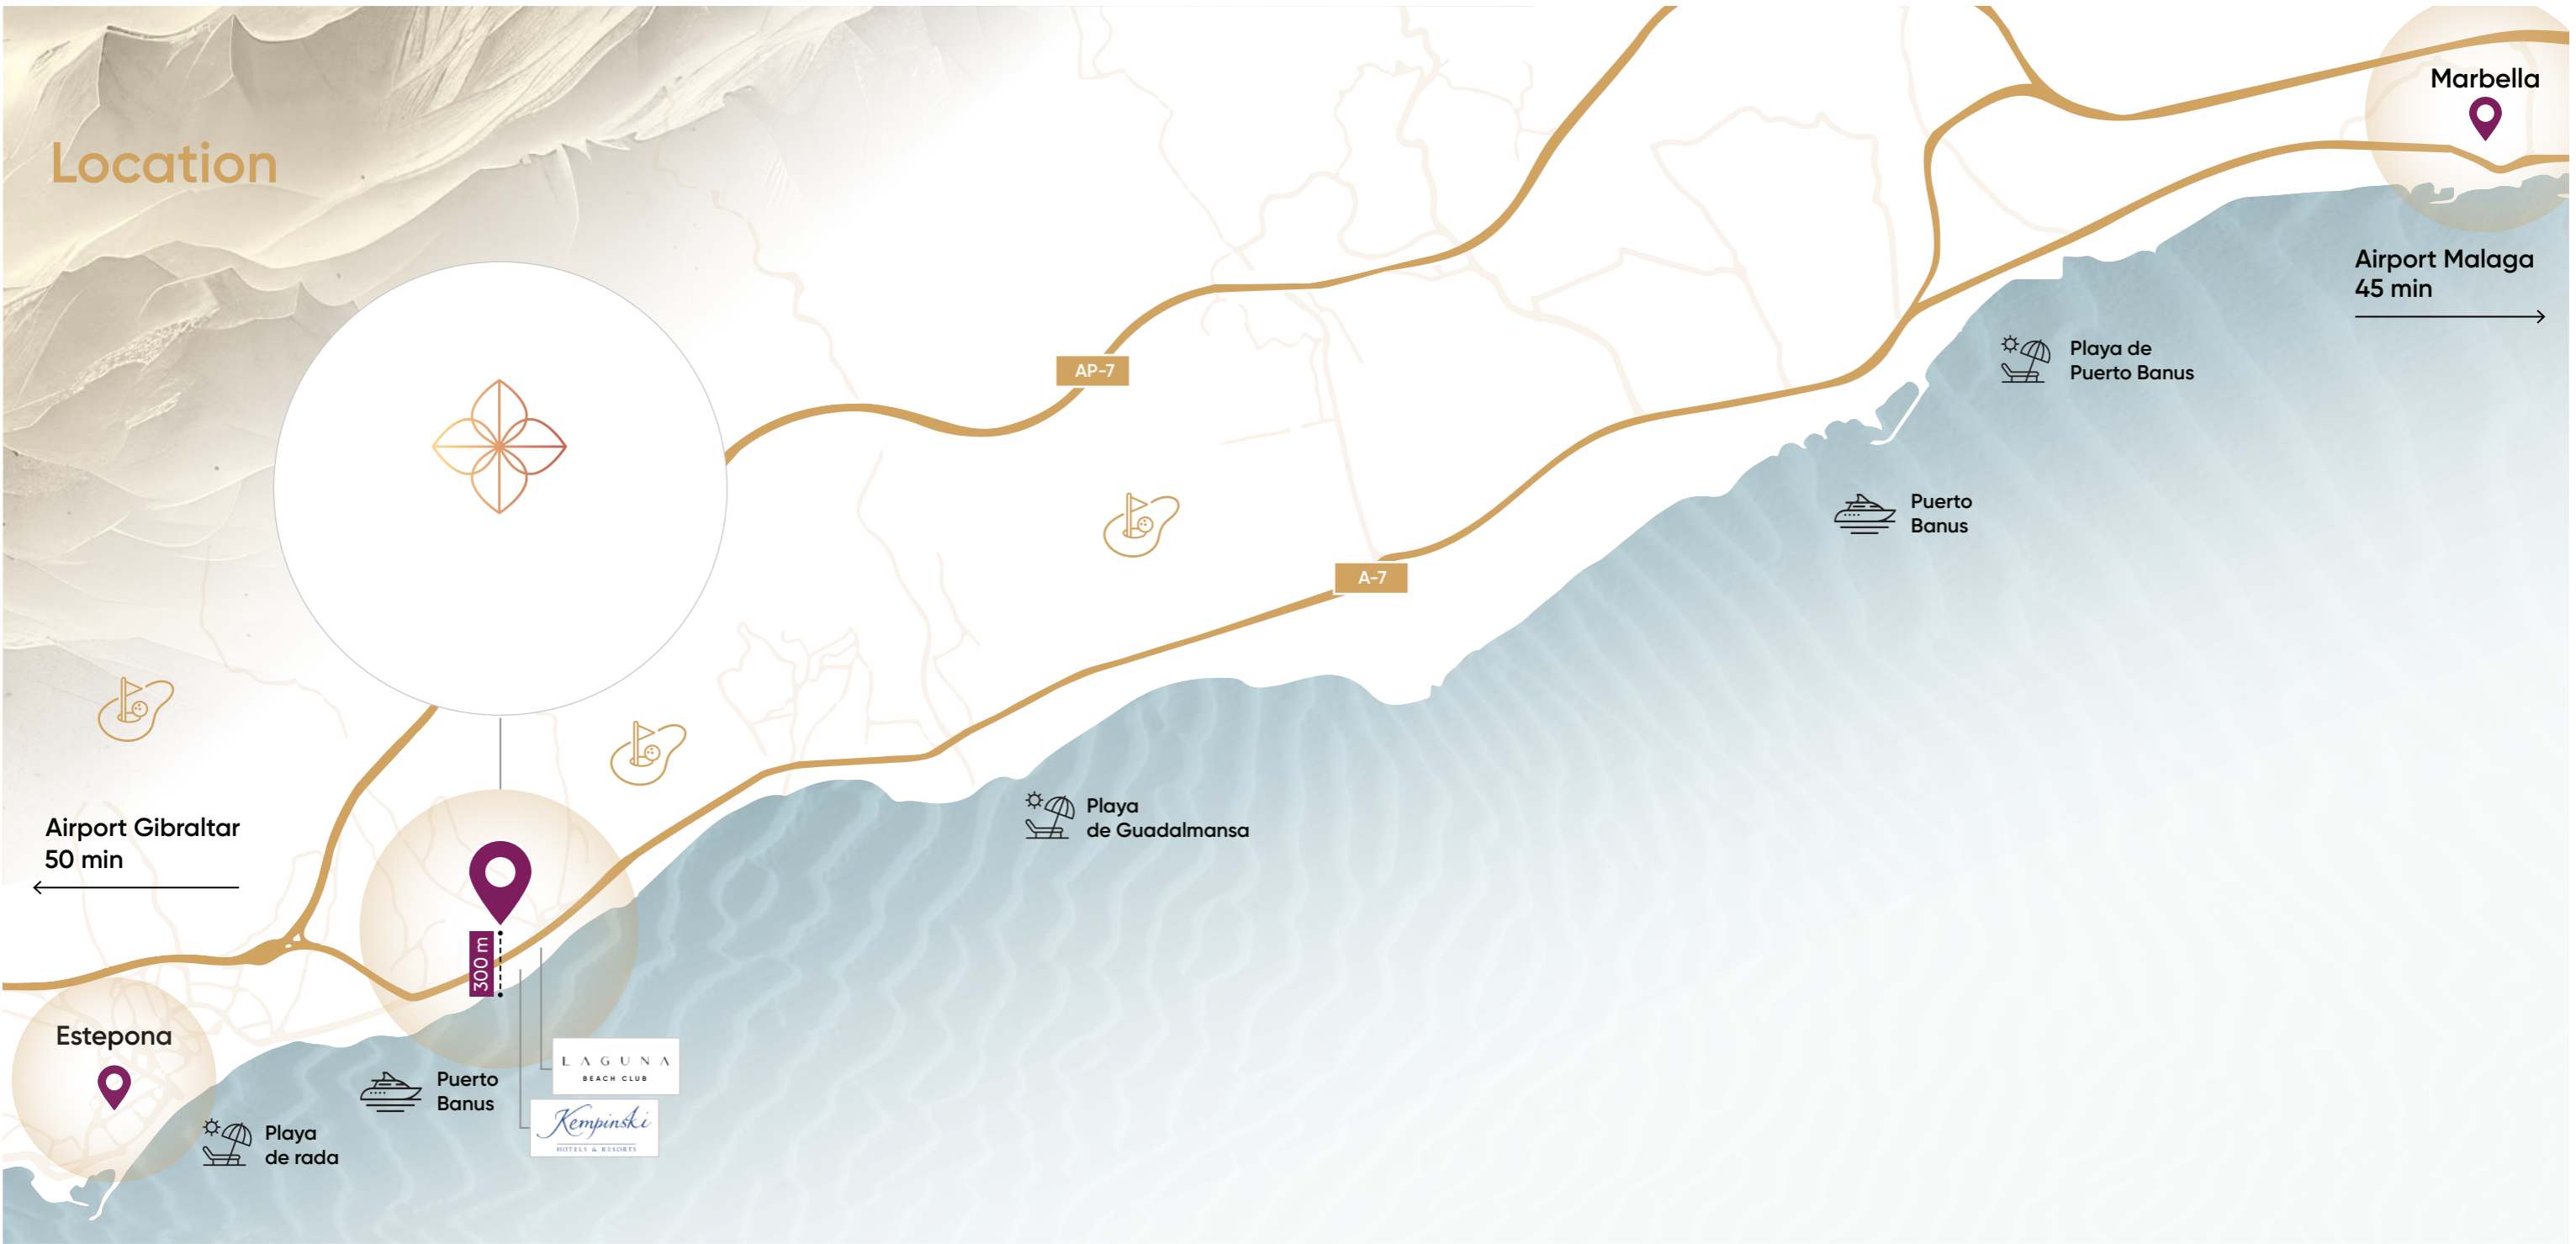 Location
Marbella
Airport Malaga
45 min
Playa de
Puerto Banus
AP-7
Puerto
Banus
A-7
Playa
de Guadalmansa
Airport Gibraltar
50 min
300 m
Estepona
LAGUNA
BEACH CLUB
Puerto
Banus
Kempinski
HOTELS & RESORTS
Playa
de rada